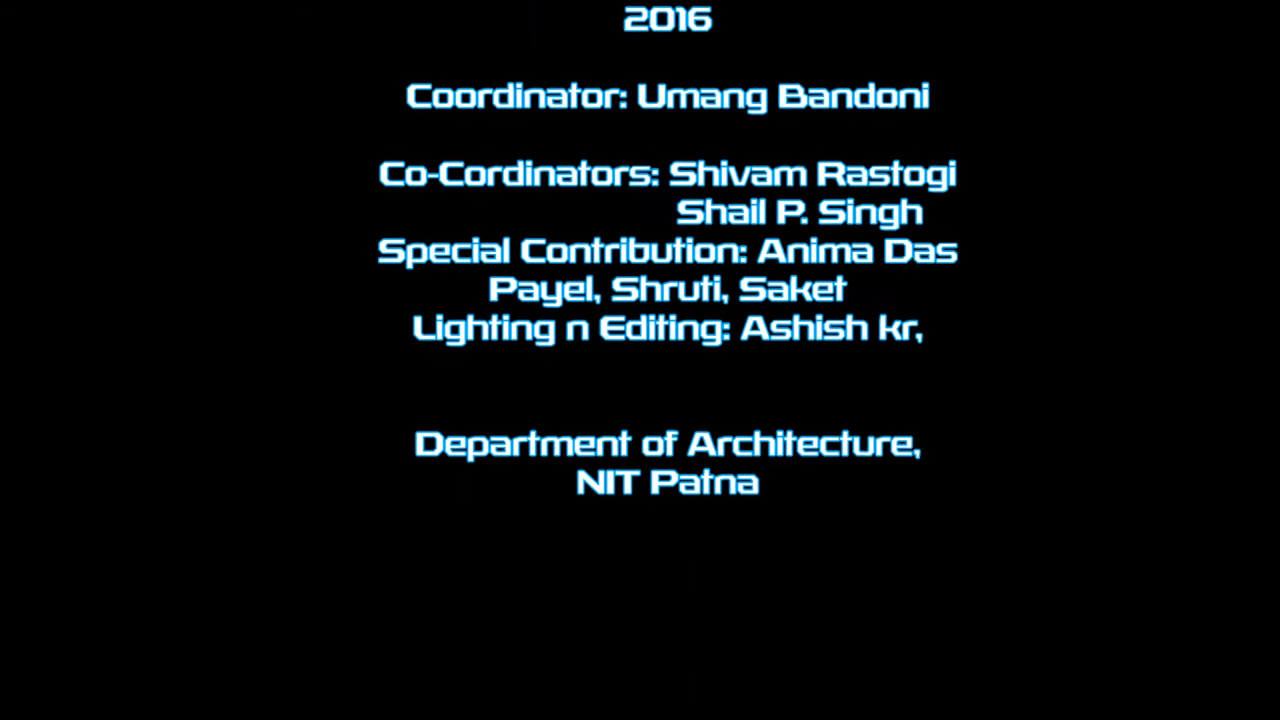 2016
Coordinator: Umang Bandoni
Co-Cordinators: Shivam Rastogi
Shail P. Singh
Special Contribution: Anima Das
Payel, Shruti, Saket
Lighting n Editing: Ashish kr,
Department of Architecture,
NIT Patna